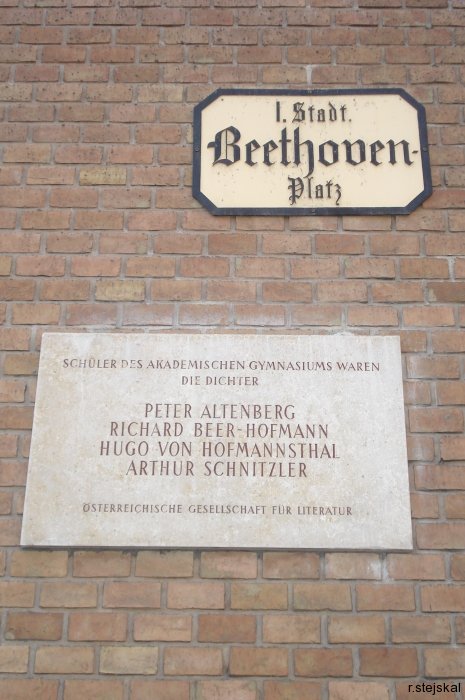 I. Stadt.
Beethoven-
Platz
SCHÜLER DES AKADEMISCHEN GYMNASIUMS WAREN
DIE DICHTER
PETER ALTENBERG
RICHARD BEER-HOFMANN
HUGO VON HOFMANNSTHAL
ARTHUR SCHNITZLER
ÖSTERREICHISCHE GESELLSCHAFT FÜR LITERATUR
r.stejskal